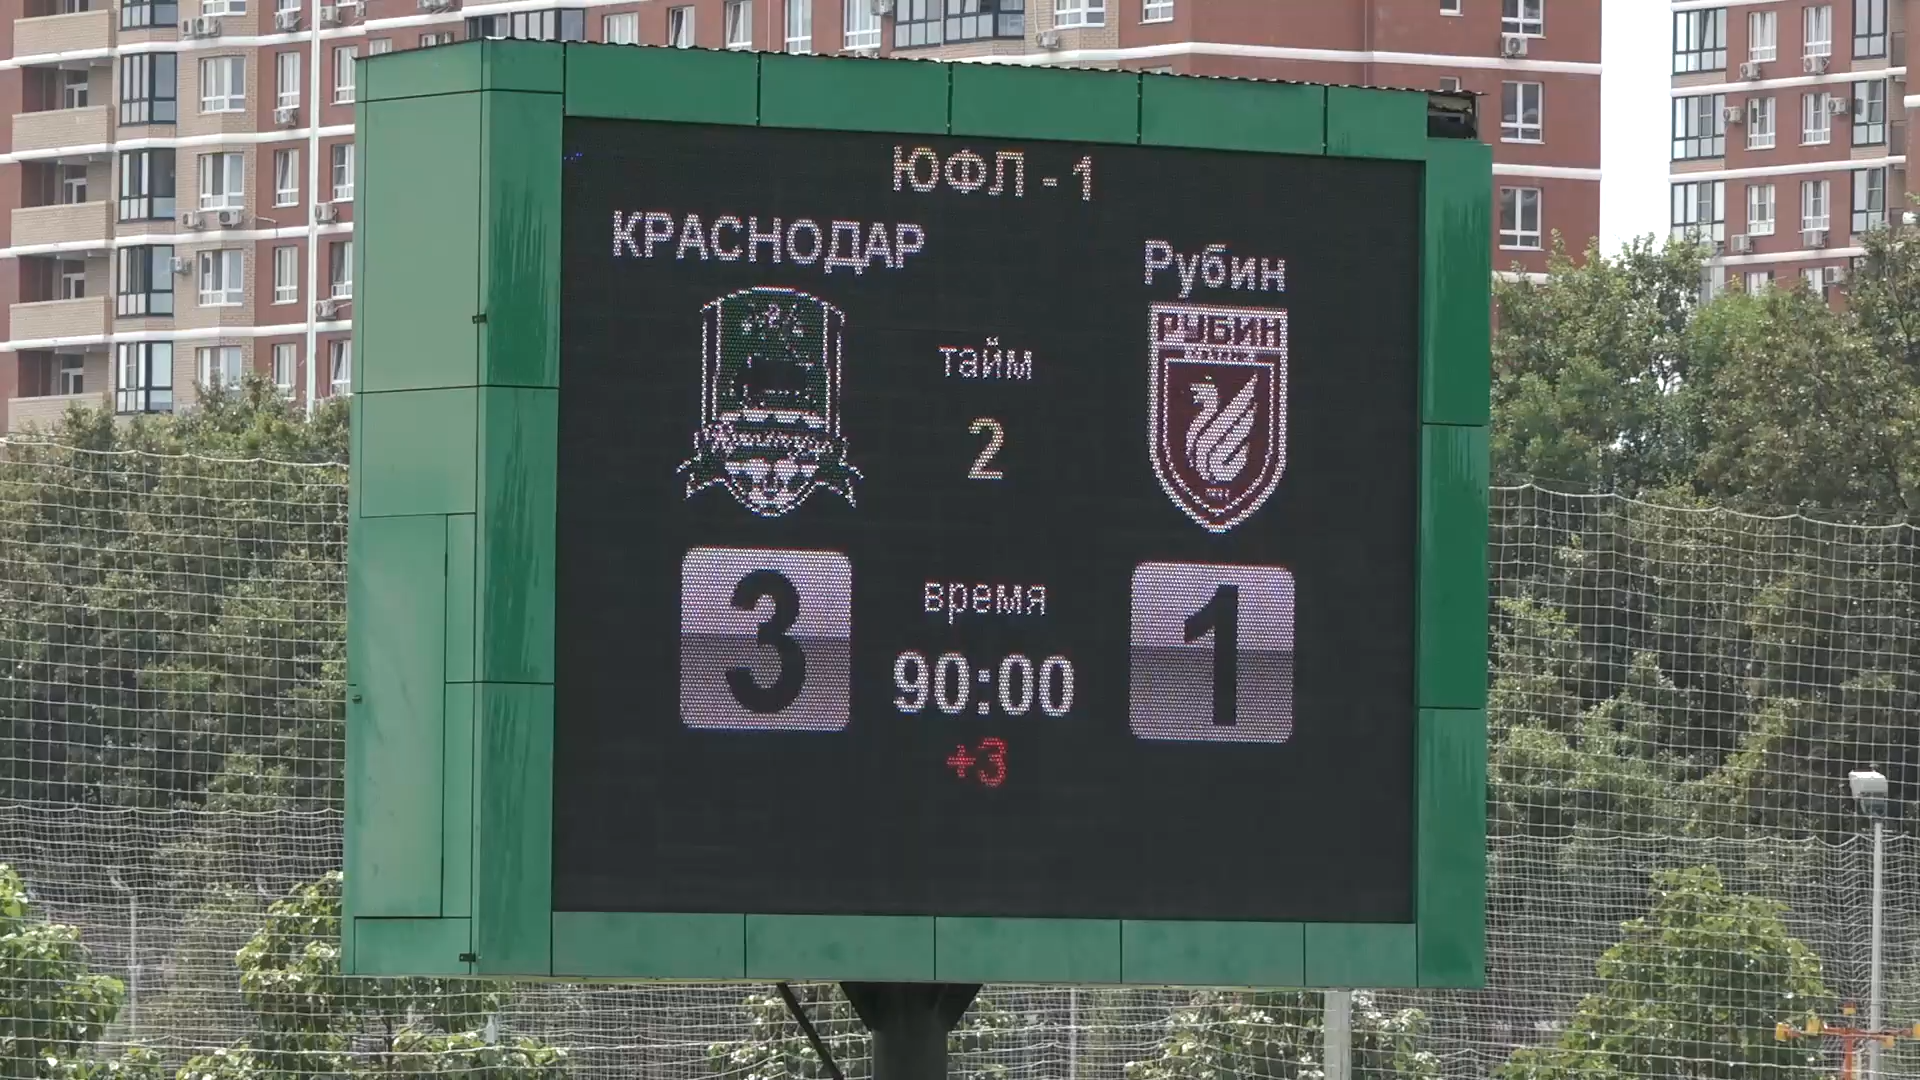 ЮФЛ - 1
КРАСНОДАР
Рубин
РУБИН
тайм
2
3
время
1
90:00
+3